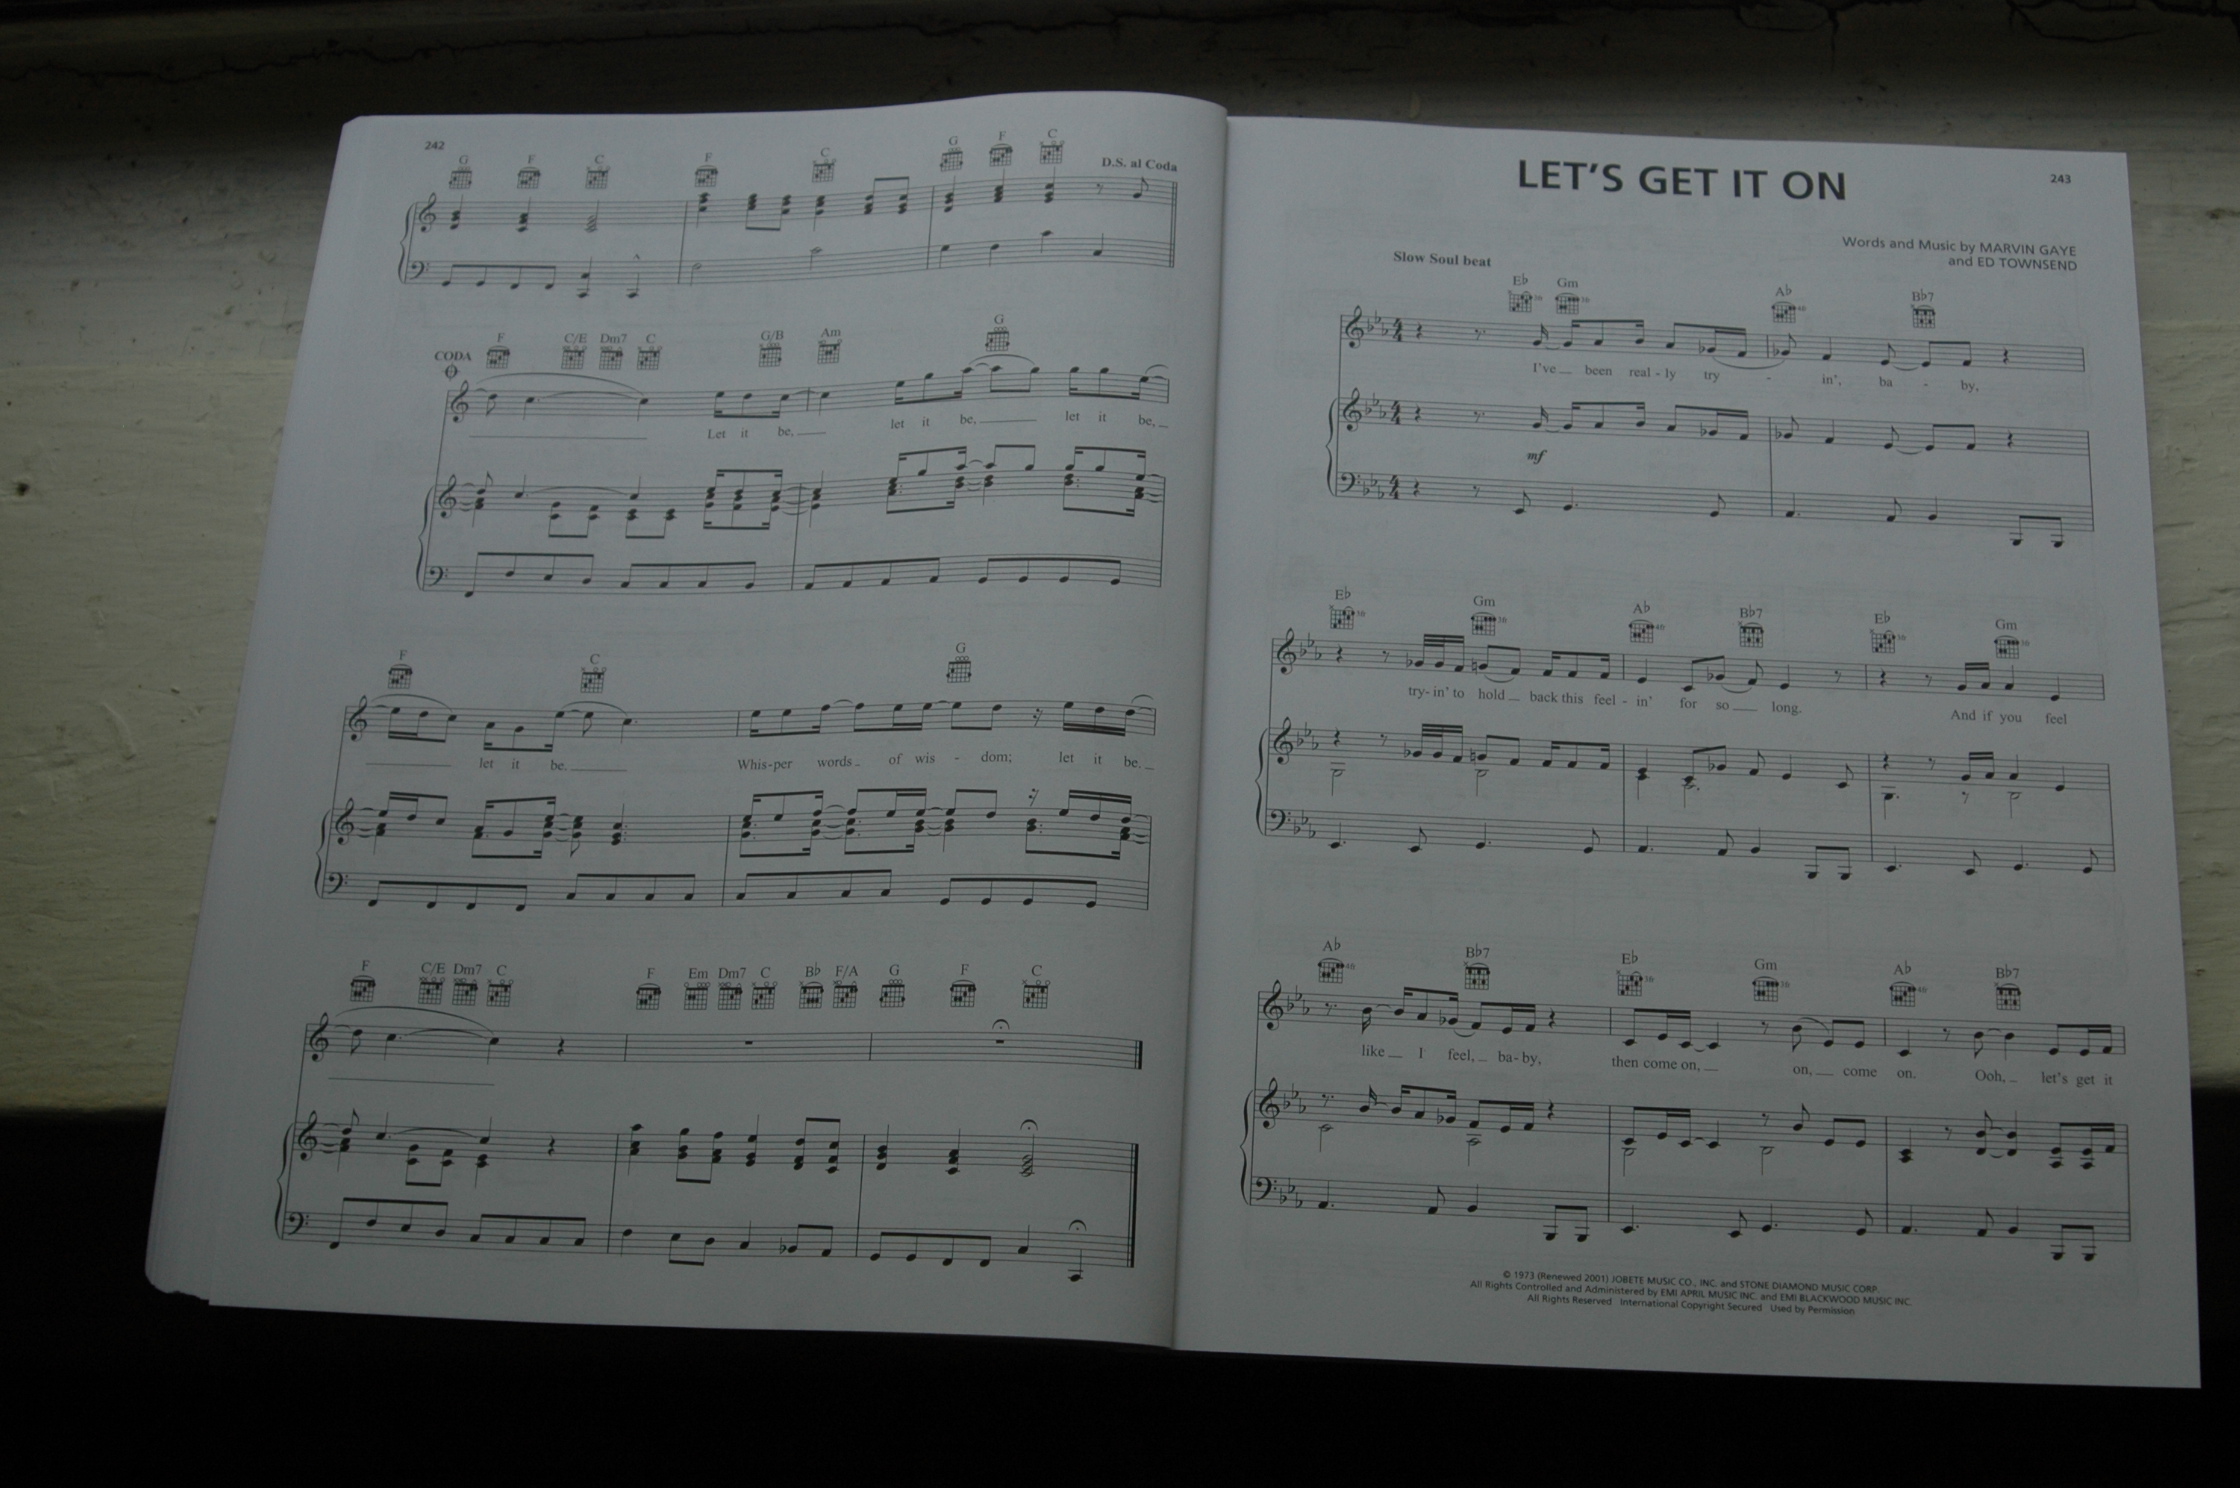 242
G F C F C G F C
D.S. al Coda
CODA
F C/E Dm7 C G/B Am G
Let it be, let it be, let it be,
F C G
let it be. Whis-per words of wis - dom; let it be.
F C/E Dm7 C F Em Dm7 C B♭ F/A G F C
LET'S GET IT ON
243
Words and Music by MARVIN GAYE
and ED TOWNSEND
Slow Soul beat
E♭ Gm A♭ B♭7
I've been real - ly try - in', ba - by,
mf
E♭ Gm A♭ B♭7 E♭ Gm
try- in' to hold back this feel - in' for so long. And if you feel
A♭ B♭7 E♭ Gm A♭ B♭7
like I feel, ba- by, then come on, on, come on. Ooh, let's get it
© 1973 (Renewed 2001) JOBETE MUSIC CO., INC. and STONE DIAMOND MUSIC CORP.
All Rights Controlled and Administered by EMI APRIL MUSIC INC. and EMI BLACKWOOD MUSIC INC.
All Rights Reserved International Copyright Secured Used by Permission